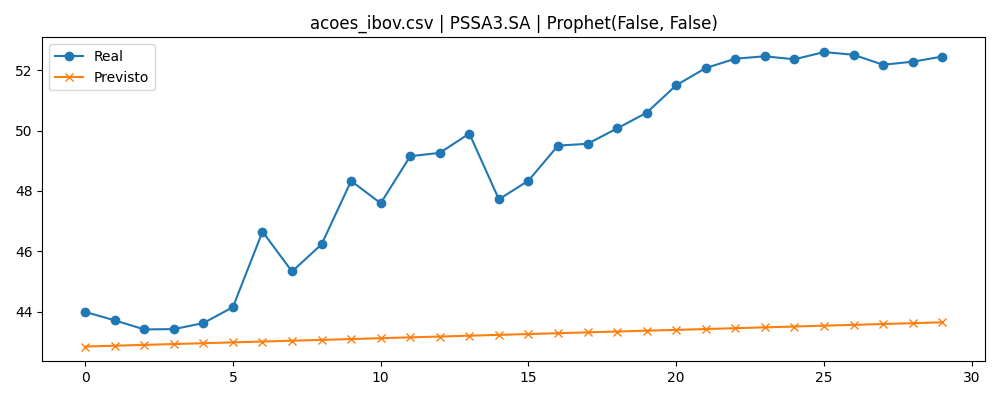 acoes_ibov.csv | PSSA3.SA | Prophet(False, False)
Real
Previsto
52
50
48
46
44
0 5 10 15 20 25 30